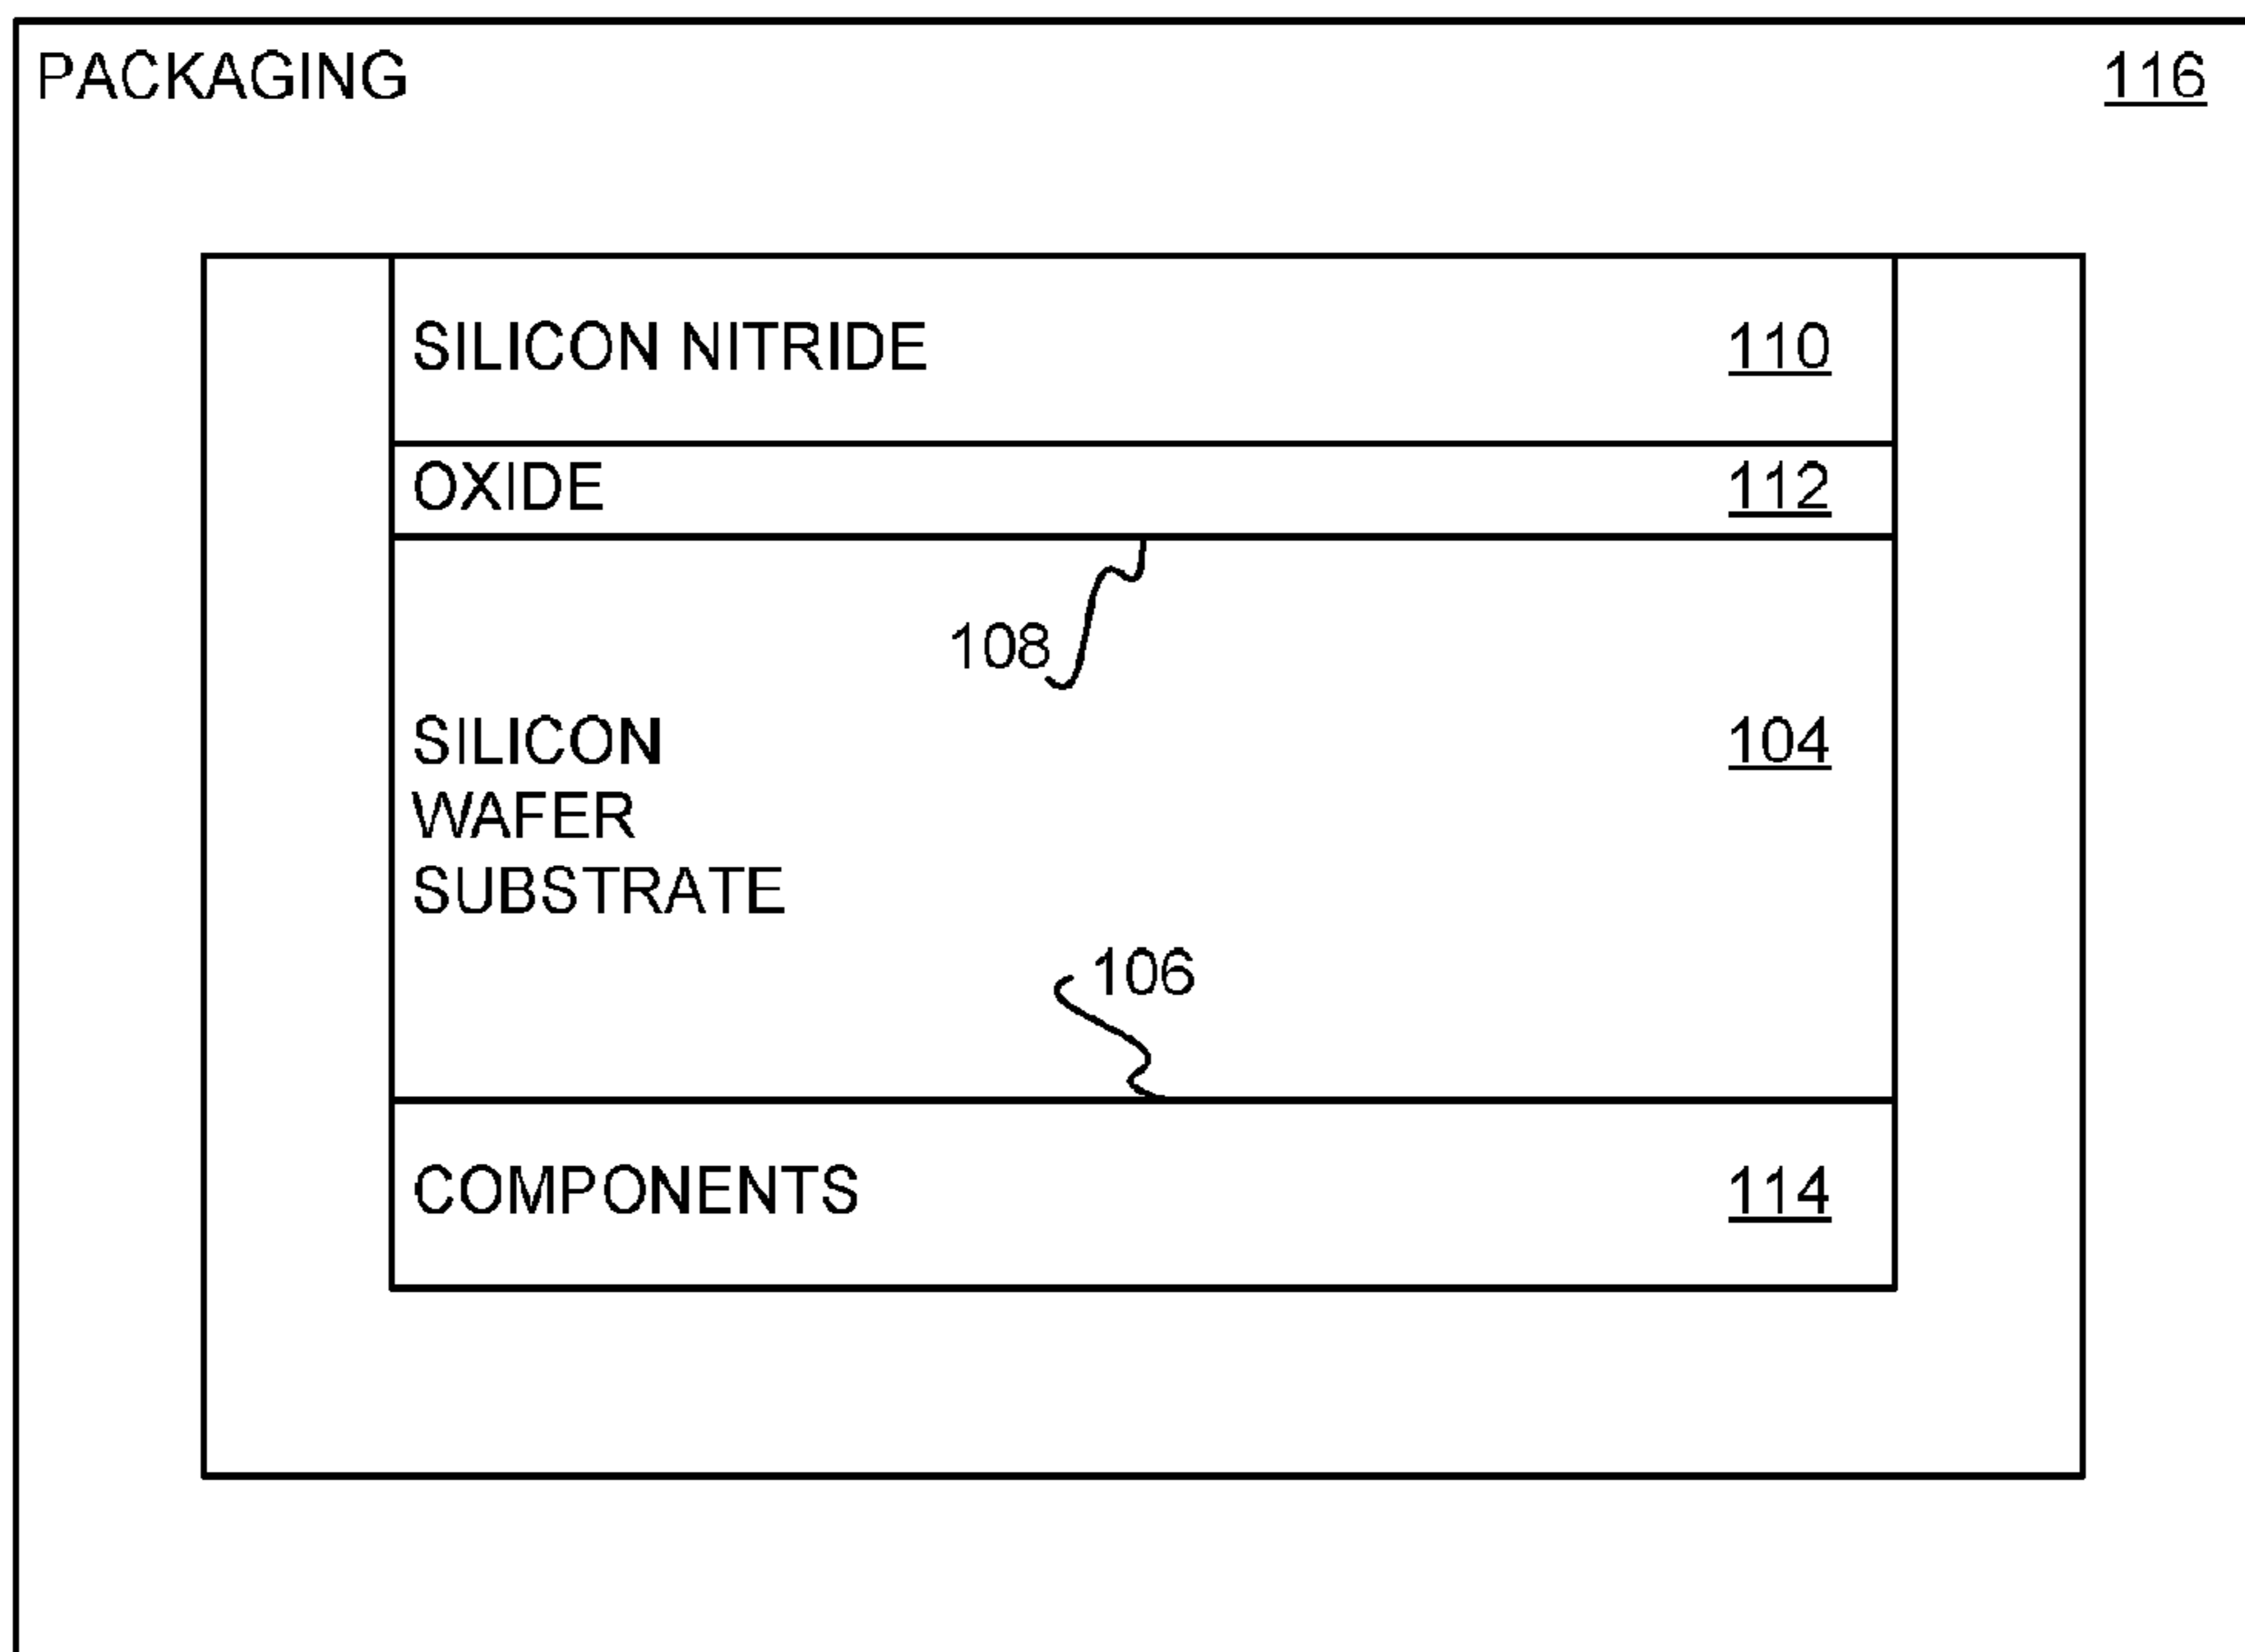 PACKAGING 116
SILICON NITRIDE 110
OXIDE 112
108
SILICON 104
WAFER
SUBSTRATE
106
COMPONENTS 114